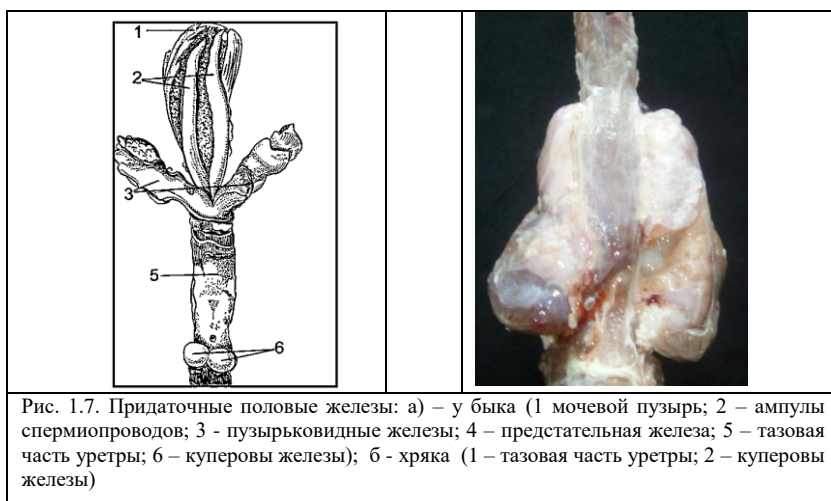 1
2
3
5
6
Рис. 1.7. Придаточные половые железы: а) – у быка (1 мочевой пузырь; 2 – ампулы
спермиопроводов; 3 - пузырьковидные железы; 4 – предстательная железа; 5 – тазовая
часть уретры; 6 – куперовы железы); б - хряка (1 – тазовая часть уретры; 2 – куперовы
железы)